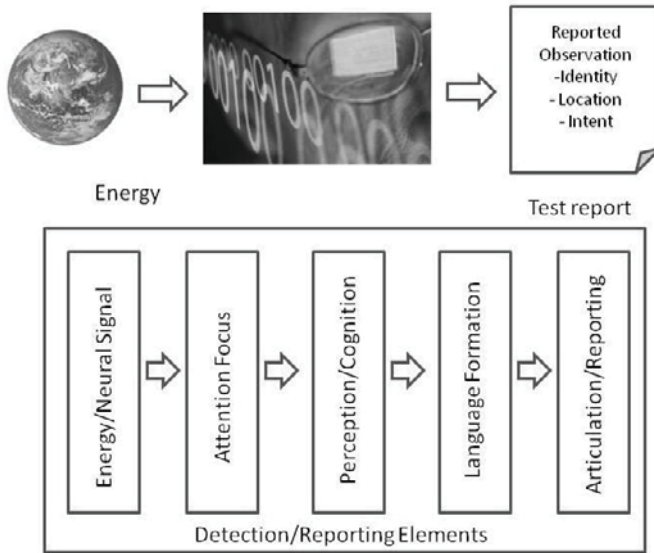 Reported
Observation
-Identity
- Location
- Intent
Energy
Test report
Energy/Neural Signal
Attention Focus
Perception/Cognition
Language Formation
Articulation/Reporting
Detection/Reporting Elements